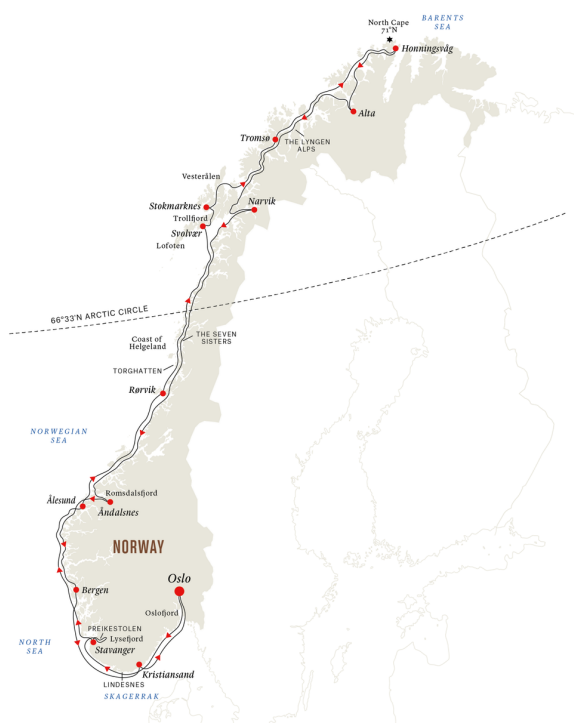 North Cape
71°N
BARENTS
SEA
Honningsvåg
Alta
Tromsø
THE LYNGEN
ALPS
Vesterålen
Stokmarknes
Narvik
Trollfjord
Svolvær
Lofoten
66°33'N ARCTIC CIRCLE
Coast of
Helgeland
THE SEVEN
SISTERS
TORGHATTEN
Rørvik
NORWEGIAN
SEA
Romsdalsfjord
Ålesund
Åndalsnes
NORWAY
Oslo
Bergen
Oslofjord
PREIKESTOLEN
Lysefjord
NORTH
SEA
Stavanger
Kristiansand
LINDESNES
SKAGERRAK